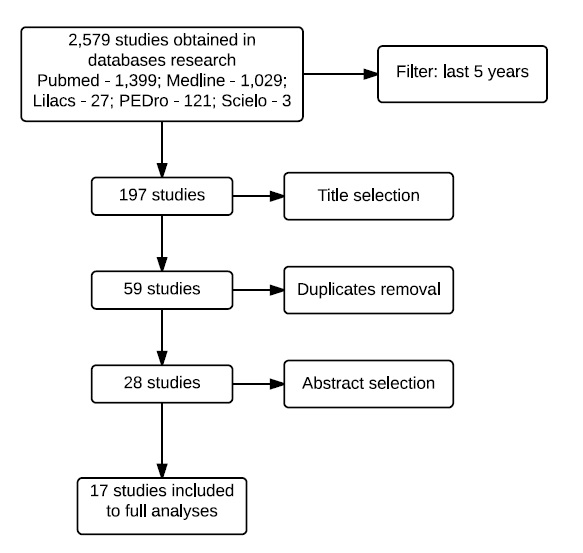 2,579 studies obtained in
databases research
Pubmed - 1,399; Medline - 1,029;
Lilacs - 27; PEDro - 121; Scielo - 3
Filter: last 5 years
197 studies
Title selection
59 studies
Duplicates removal
28 studies
Abstract selection
17 studies included
to full analyses